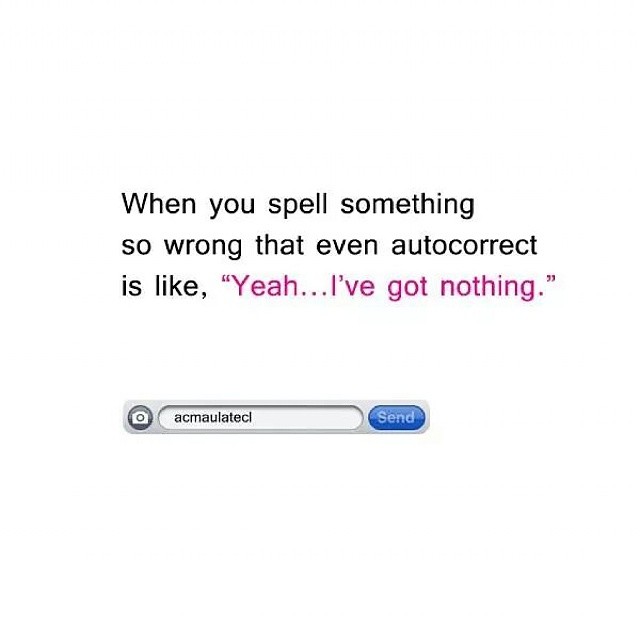 When you spell something
so wrong that even autocorrect
is like, “Yeah...I’ve got nothing.”
acmaulatecl
Send